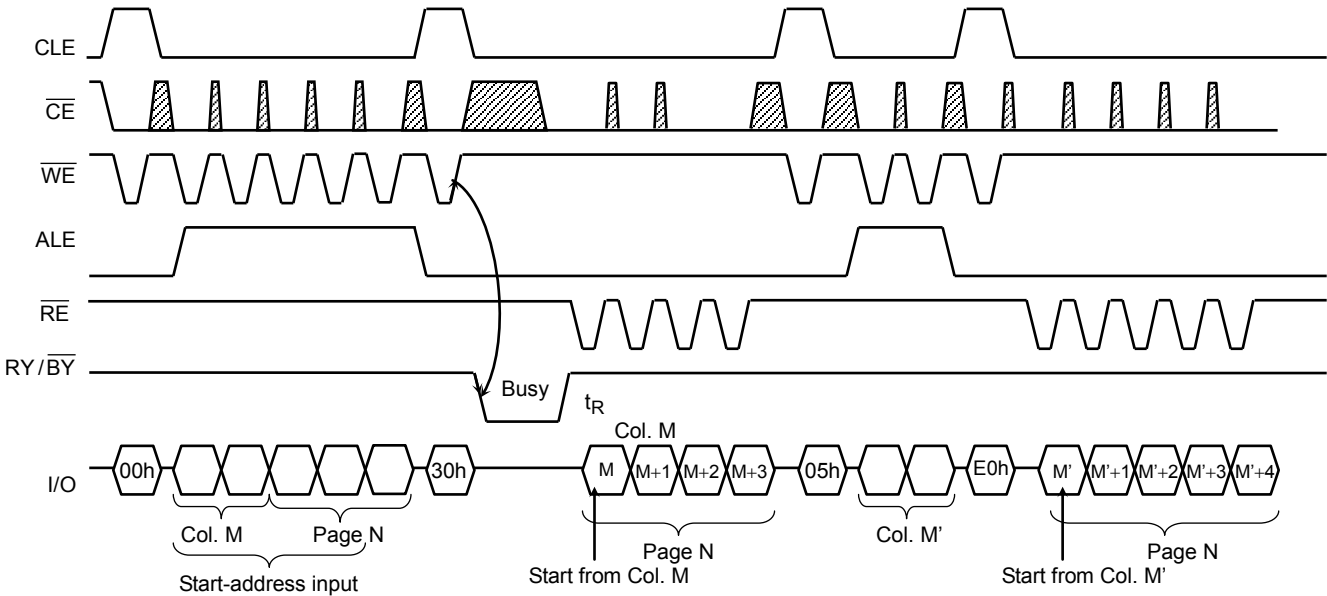 CLE
CE
WE
ALE
RE
RY/BY
Busy
tR
Col. M
I/O
00h
30h
M M+1 M+2 M+3
05h
E0h
M' M'+1 M'+2 M'+3 M'+4
Col. M
Page N
Page N
Col. M'
Page N
Start-address input
Start from Col. M
Start from Col. M'